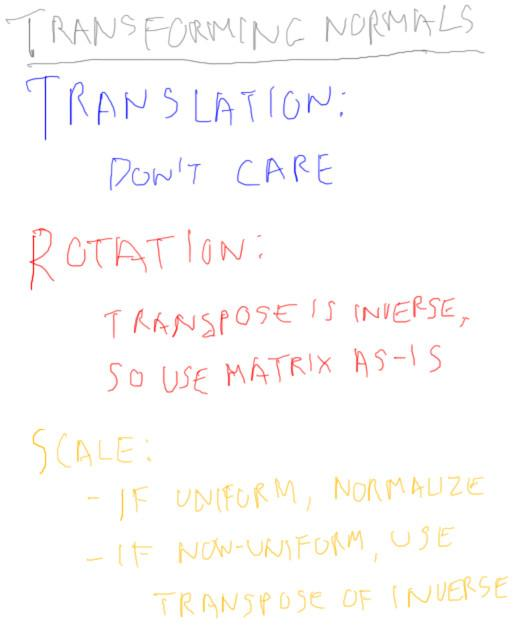 TRANSFORMING NORMALS
TRANSLATION:
DON'T CARE
ROTATION:
TRANSPOSE IS INVERSE,
SO USE MATRIX AS-IS
SCALE:
- IF UNIFORM, NORMALIZE
- IF NON-UNIFORM, USE
TRANSPOSE OF INVERSE